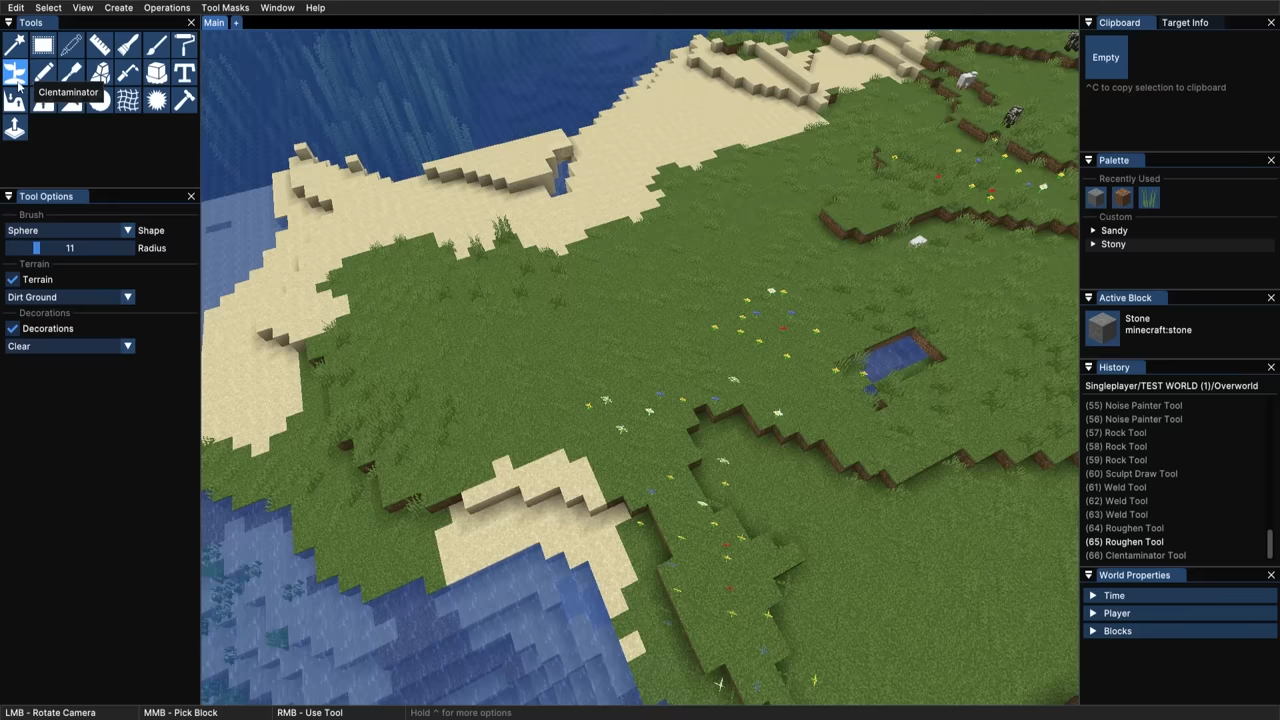 Edit Select View Create Operations Tool Masks Window Help
Tools
Clentaminator
Tool Options
Brush
Sphere Shape
11 Radius
Terrain
Terrain
Dirt Ground
Decorations
Decorations
Clear
Main +
Clipboard Target Info
Empty
^C to copy selection to clipboard
Palette
Recently Used
Custom
Sandy
Stony
Active Block
Stone
minecraft:stone
History
Singleplayer/TEST WORLD (1)/Overworld
(55) Noise Painter Tool
(56) Noise Painter Tool
(57) Rock Tool
(58) Rock Tool
(59) Rock Tool
(60) Sculpt Draw Tool
(61) Weld Tool
(62) Weld Tool
(63) Weld Tool
(64) Roughen Tool
(65) Roughen Tool
(66) Clentaminator Tool
World Properties
Time
Player
Blocks
LMB - Rotate Camera MMB - Pick Block RMB - Use Tool Hold ^ for more options